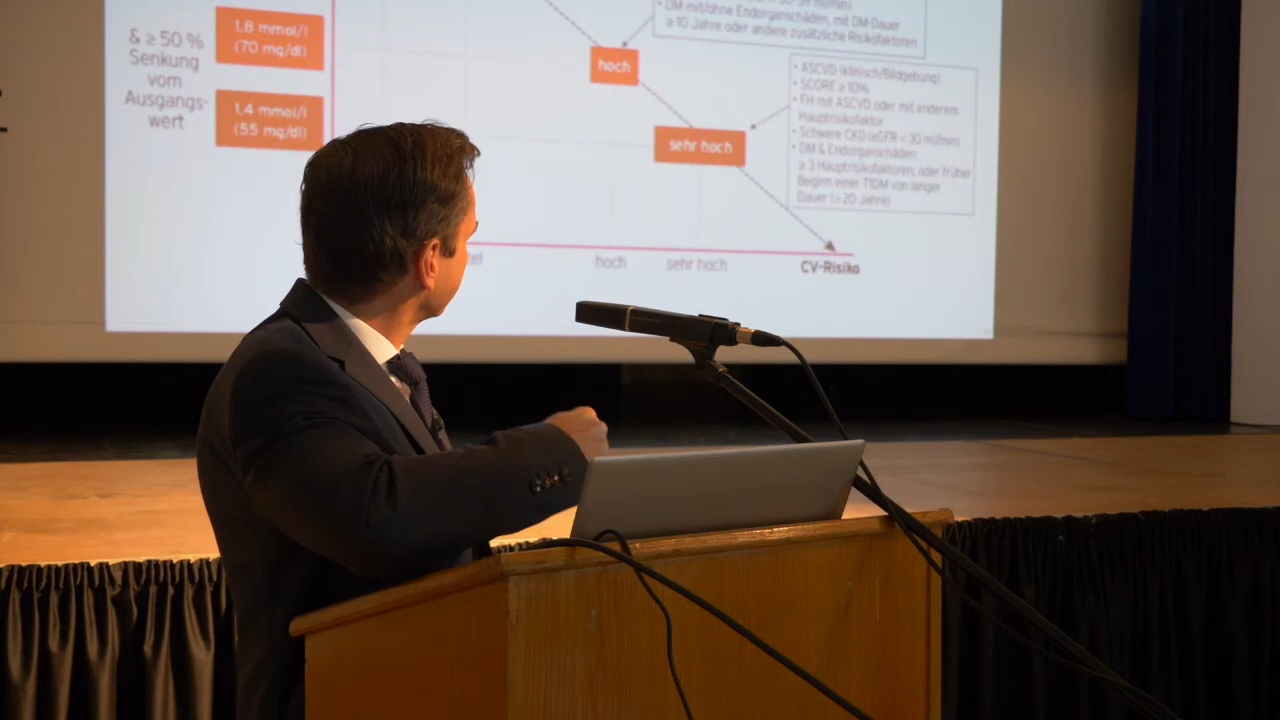 & ≥ 50 %
Senkung
vom
Ausgangs-
wert
1,8 mmol/l
(70 mg/dl)
1,4 mmol/l
(55 mg/dl)
• DM mit/ohne Endorganschäden, mit DM-Dauer
≥ 10 Jahre oder andere zusätzliche Risikofaktoren
hoch
• ASCVD (klinisch/Bildgebung)
• SCORE ≥ 10%
• FH mit ASCVD oder mit anderem
Hauptrisikofaktor
• Schwere CKD (eGFR < 30 ml/min)
• DM & Endorganschäden:
≥ 3 Hauptrisikofaktoren; oder früher
Beginn einer T1DM von langer
Dauer (> 20 Jahre)
sehr hoch
hoch
sehr hoch
CV-Risiko